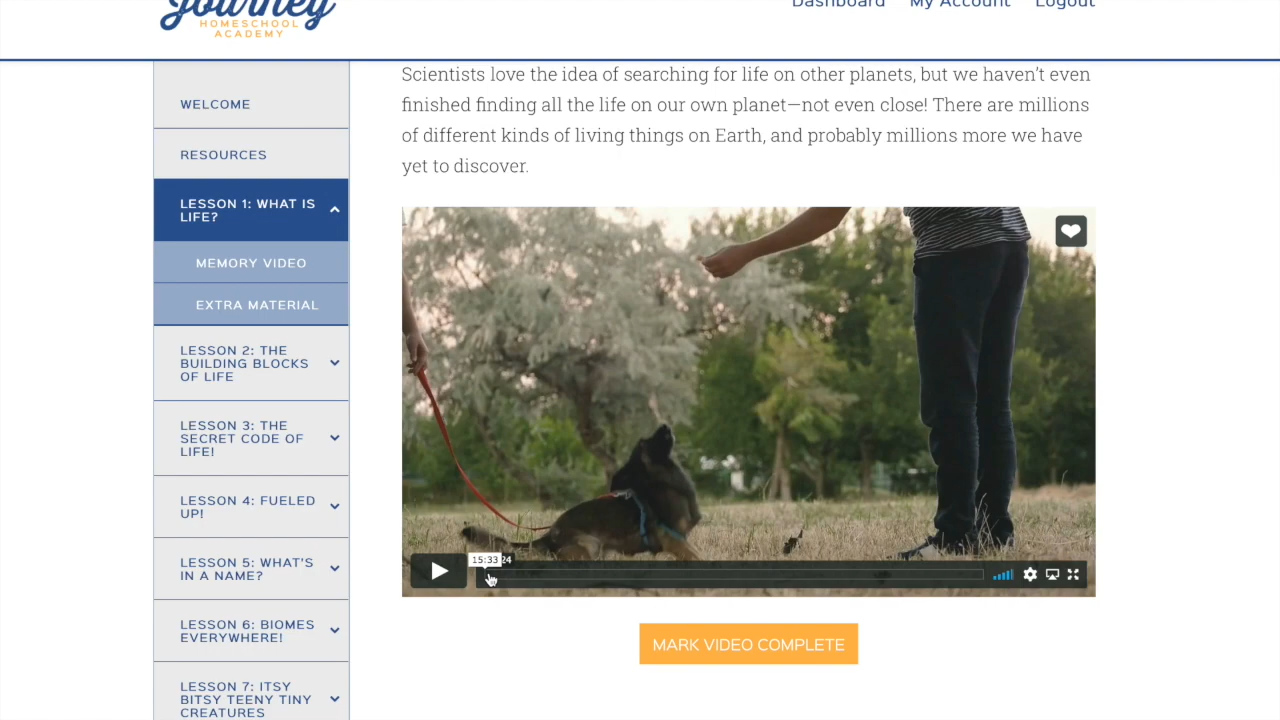 Journey
HOMESCHOOL
ACADEMY
Dashboard My Account Logout
WELCOME
RESOURCES
LESSON 1: WHAT IS
LIFE?
MEMORY VIDEO
EXTRA MATERIAL
LESSON 2: THE
BUILDING BLOCKS
OF LIFE
LESSON 3: THE
SECRET CODE OF
LIFE!
LESSON 4: FUELED
UP!
LESSON 5: WHAT'S
IN A NAME?
LESSON 6: BIOMES
EVERYWHERE!
LESSON 7: ITSY
BITSY TEENY TINY
CREATURES
Scientists love the idea of searching for life on other planets, but we haven't even
finished finding all the life on our own planet—not even close! There are millions
of different kinds of living things on Earth, and probably millions more we have
yet to discover.
15:33
MARK VIDEO COMPLETE